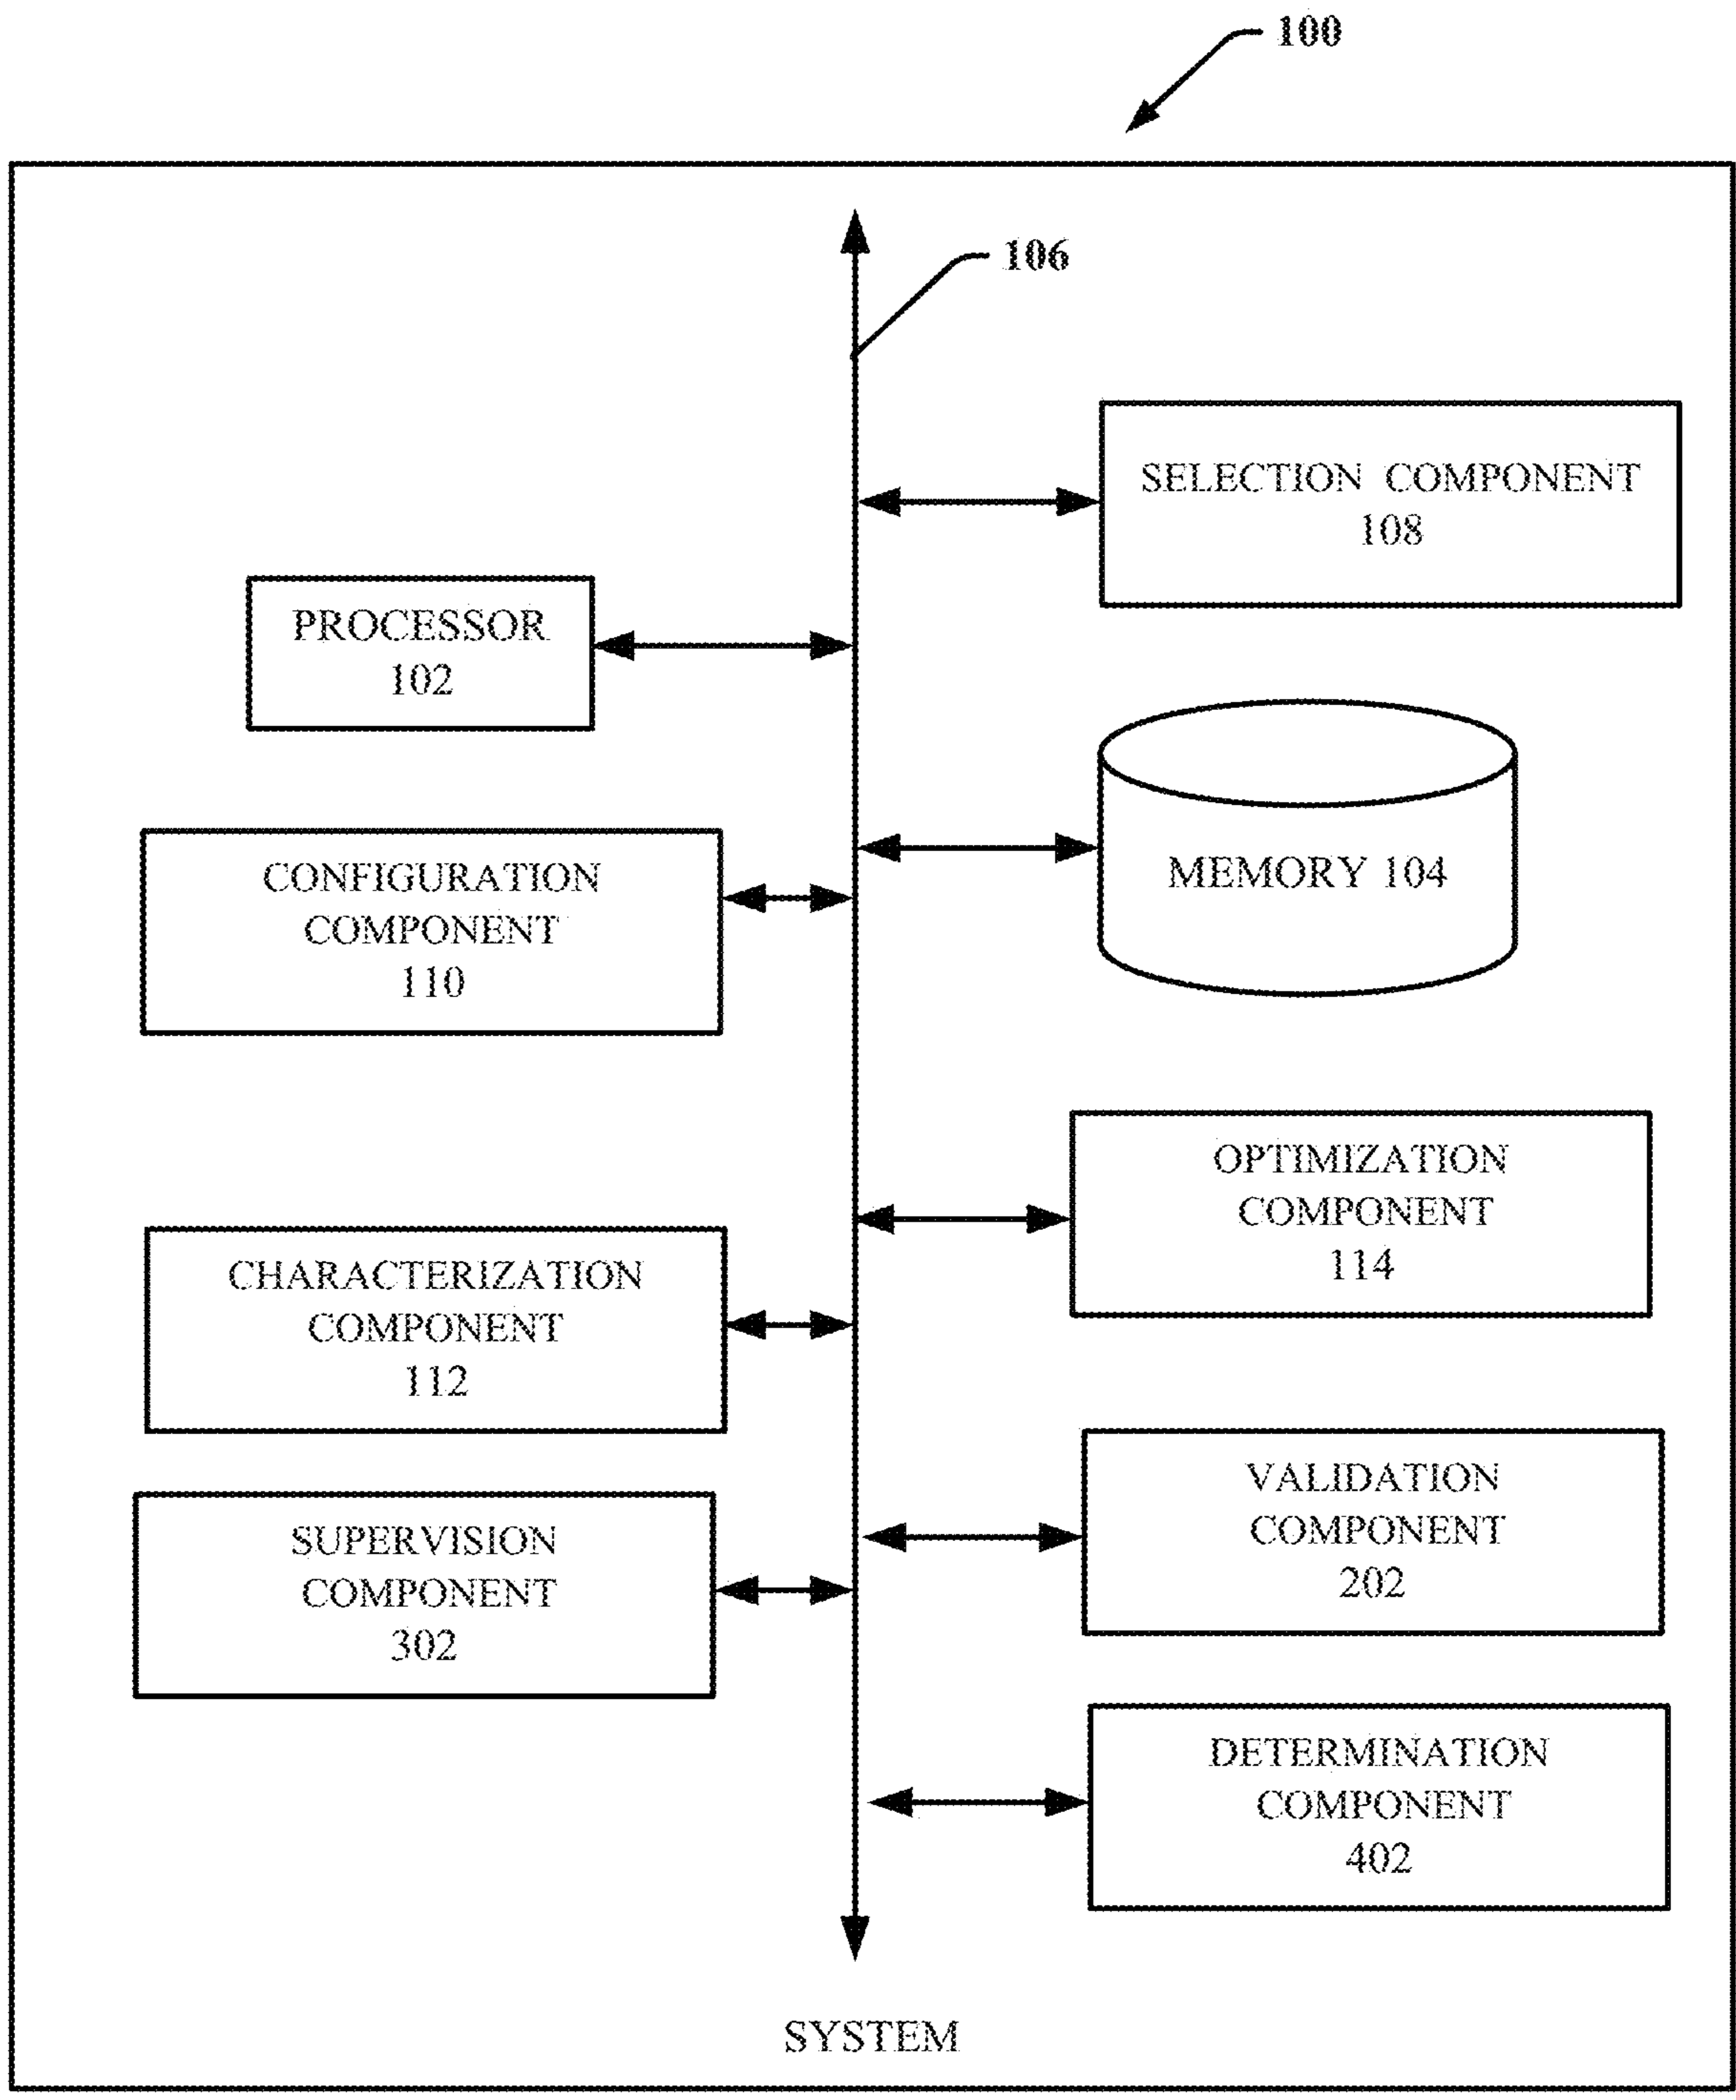 100
106
SELECTION COMPONENT
108
PROCESSOR
102
MEMORY 104
CONFIGURATION
COMPONENT
110
OPTIMIZATION
COMPONENT
114
CHARACTERIZATION
COMPONENT
112
VALIDATION
COMPONENT
202
SUPERVISION
COMPONENT
302
DETERMINATION
COMPONENT
402
SYSTEM